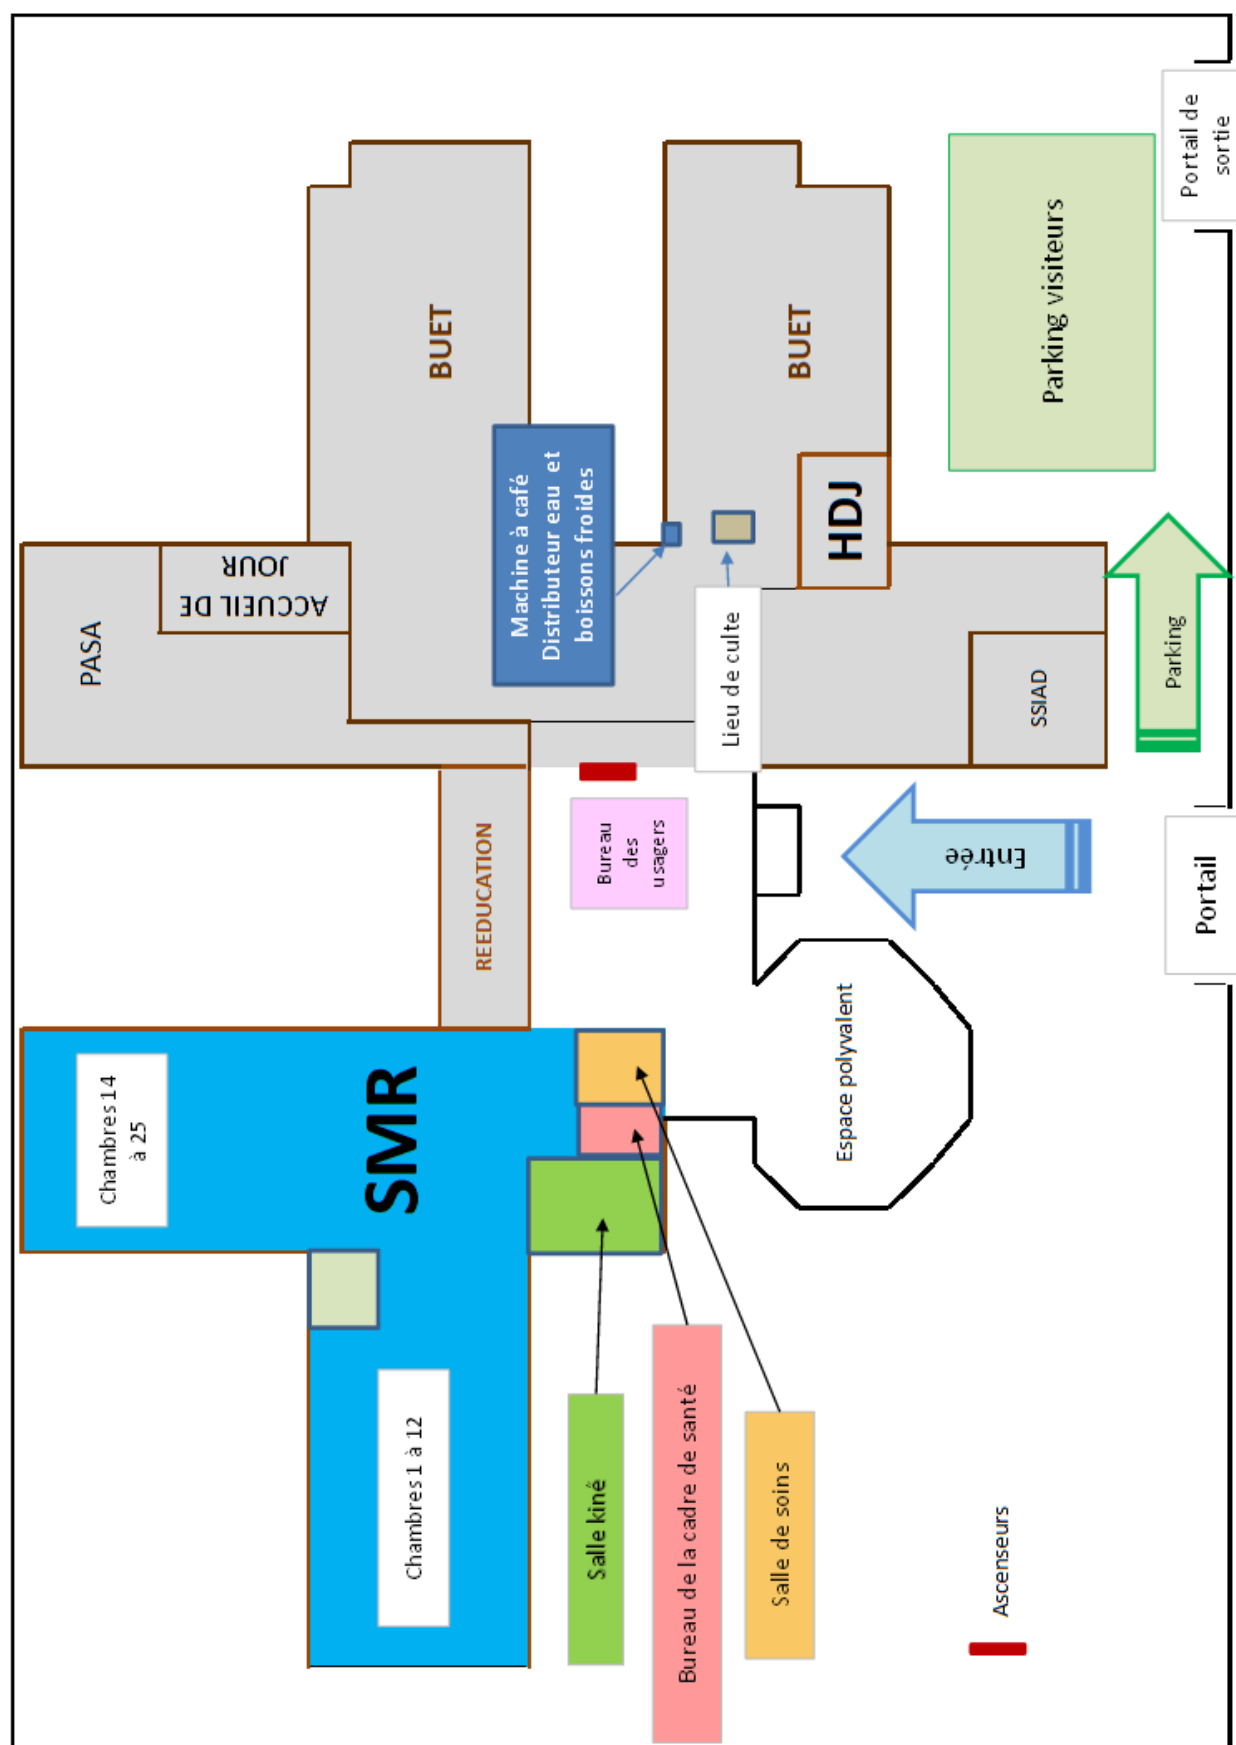 Portail de
sortie
Parking visiteurs
BUET
BUET
HDJ
Machine à café
Distributeur eau et
boissons froides
Lieu de culte
ACCUEIL DE
JOUR
PASA
SSIAD
Parking
Entrée
Portail
Bureau
des
usagers
REEDUCATION
Espace polyvalent
SMR
Chambres 14
à 25
Chambres 1 à 12
Salle kiné
Bureau de la cadre de santé
Salle de soins
Ascenseurs